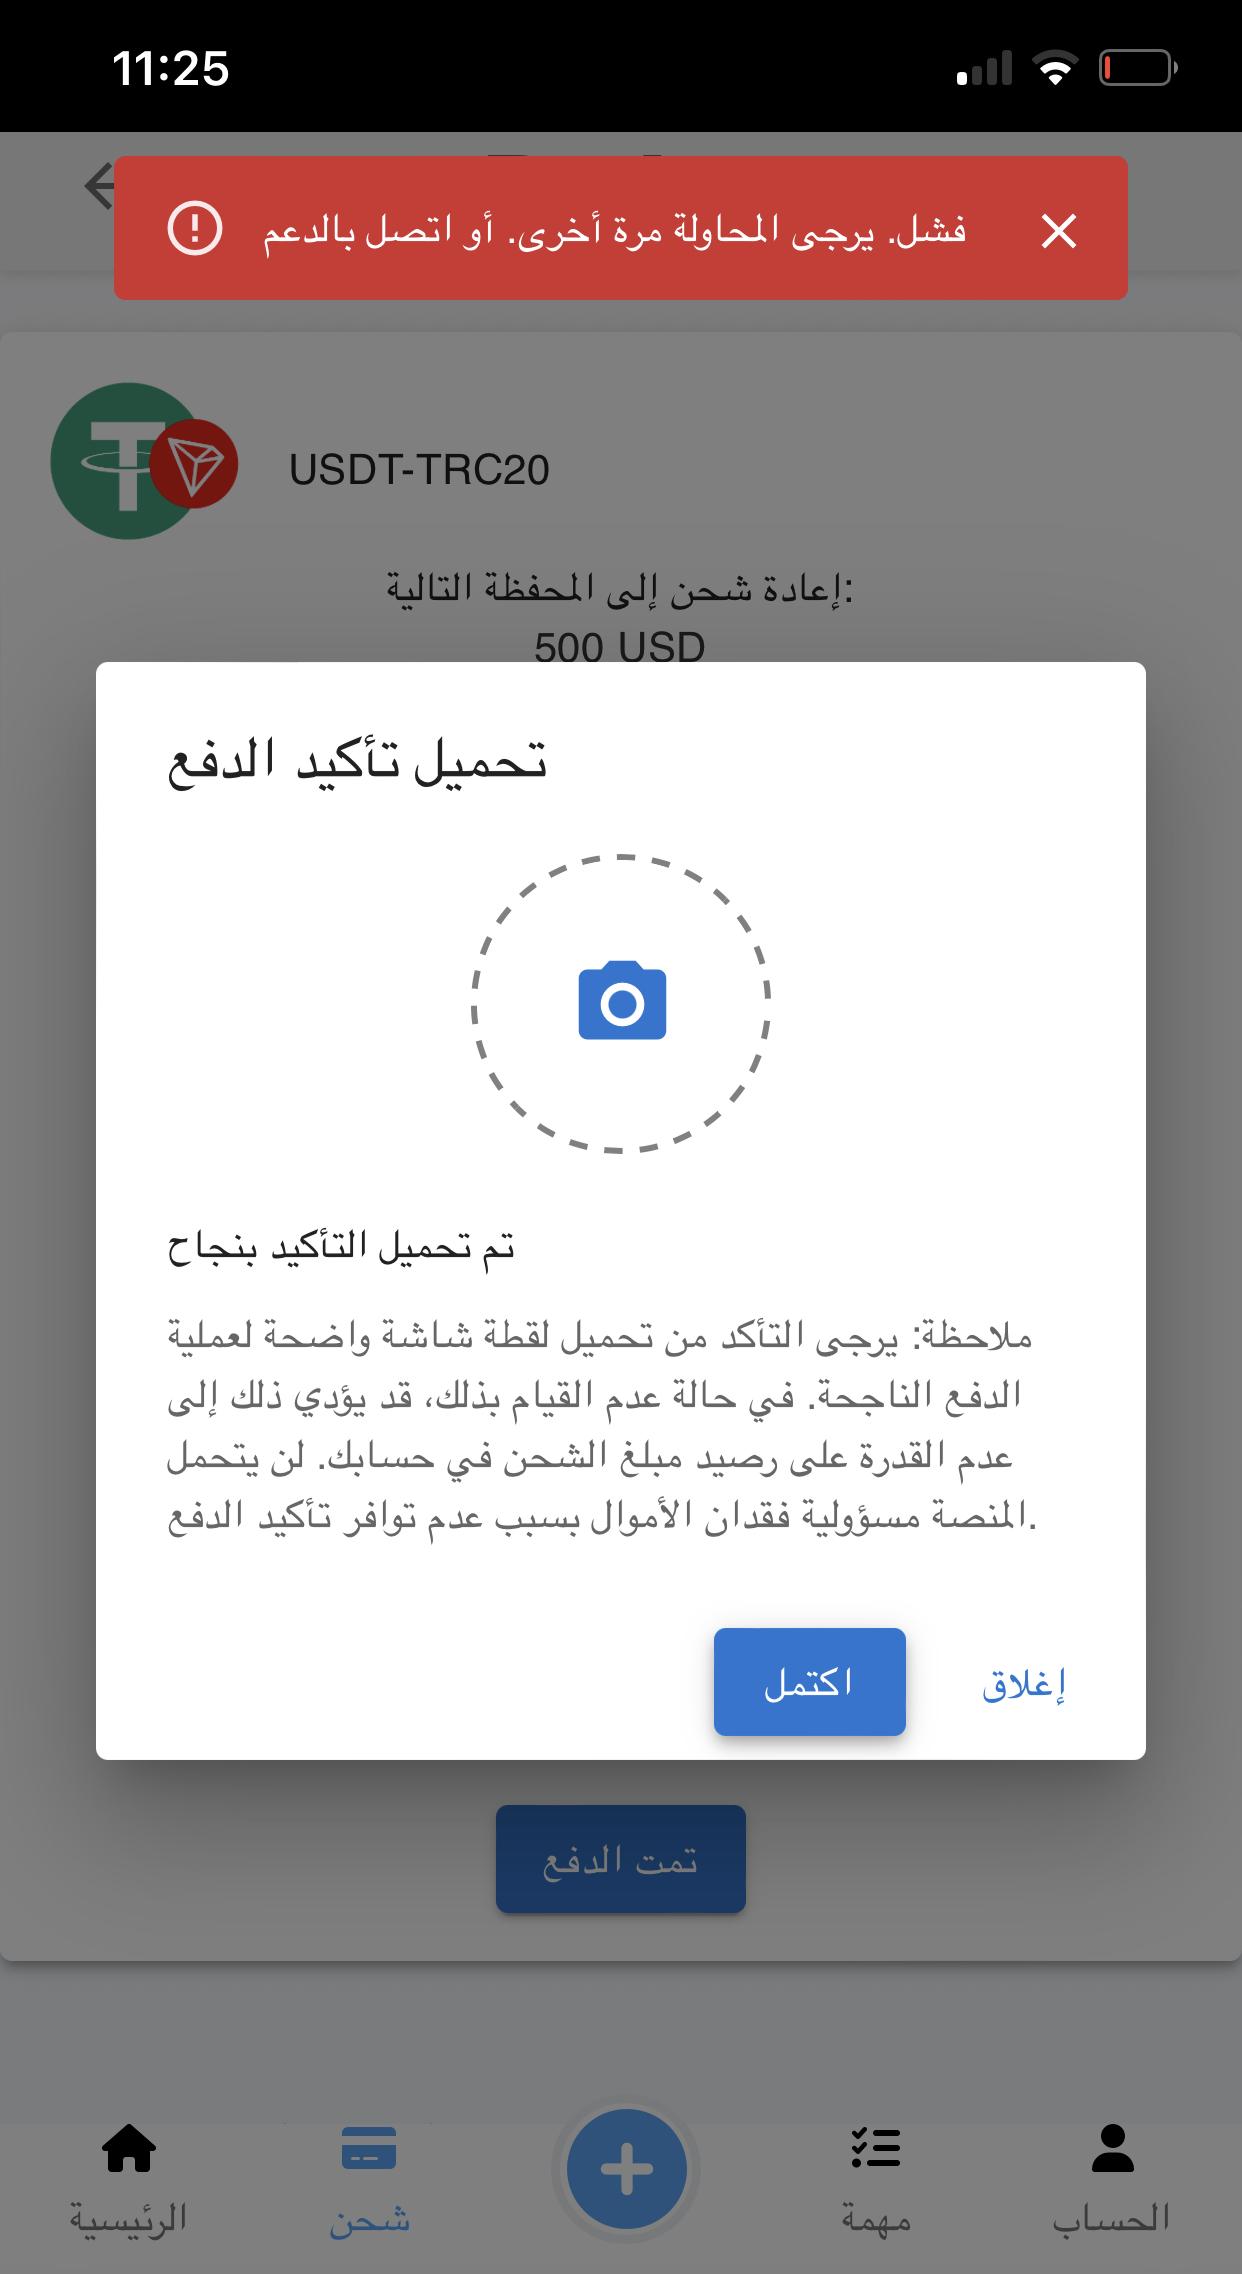 11:25
فشل. يرجى المحاولة مرة أخرى. أو اتصل بالدعم
USDT-TRC20
إعادة شحن إلى المحفظة التالية:
500 USD
تحميل تأكيد الدفع
تم تحميل التأكيد بنجاح
ملاحظة: يرجى التأكد من تحميل لقطة شاشة واضحة لعملية
الدفع الناجحة. في حالة عدم القيام بذلك، قد يؤدي ذلك إلى
عدم القدرة على رصيد مبلغ الشحن في حسابك. لن يتحمل
المنصة مسؤولية فقدان الأموال بسبب عدم توافر تأكيد الدفع.
اكتمل
إغلاق
تمت الدفع
الرئيسية
شحن
مهمة
الحساب